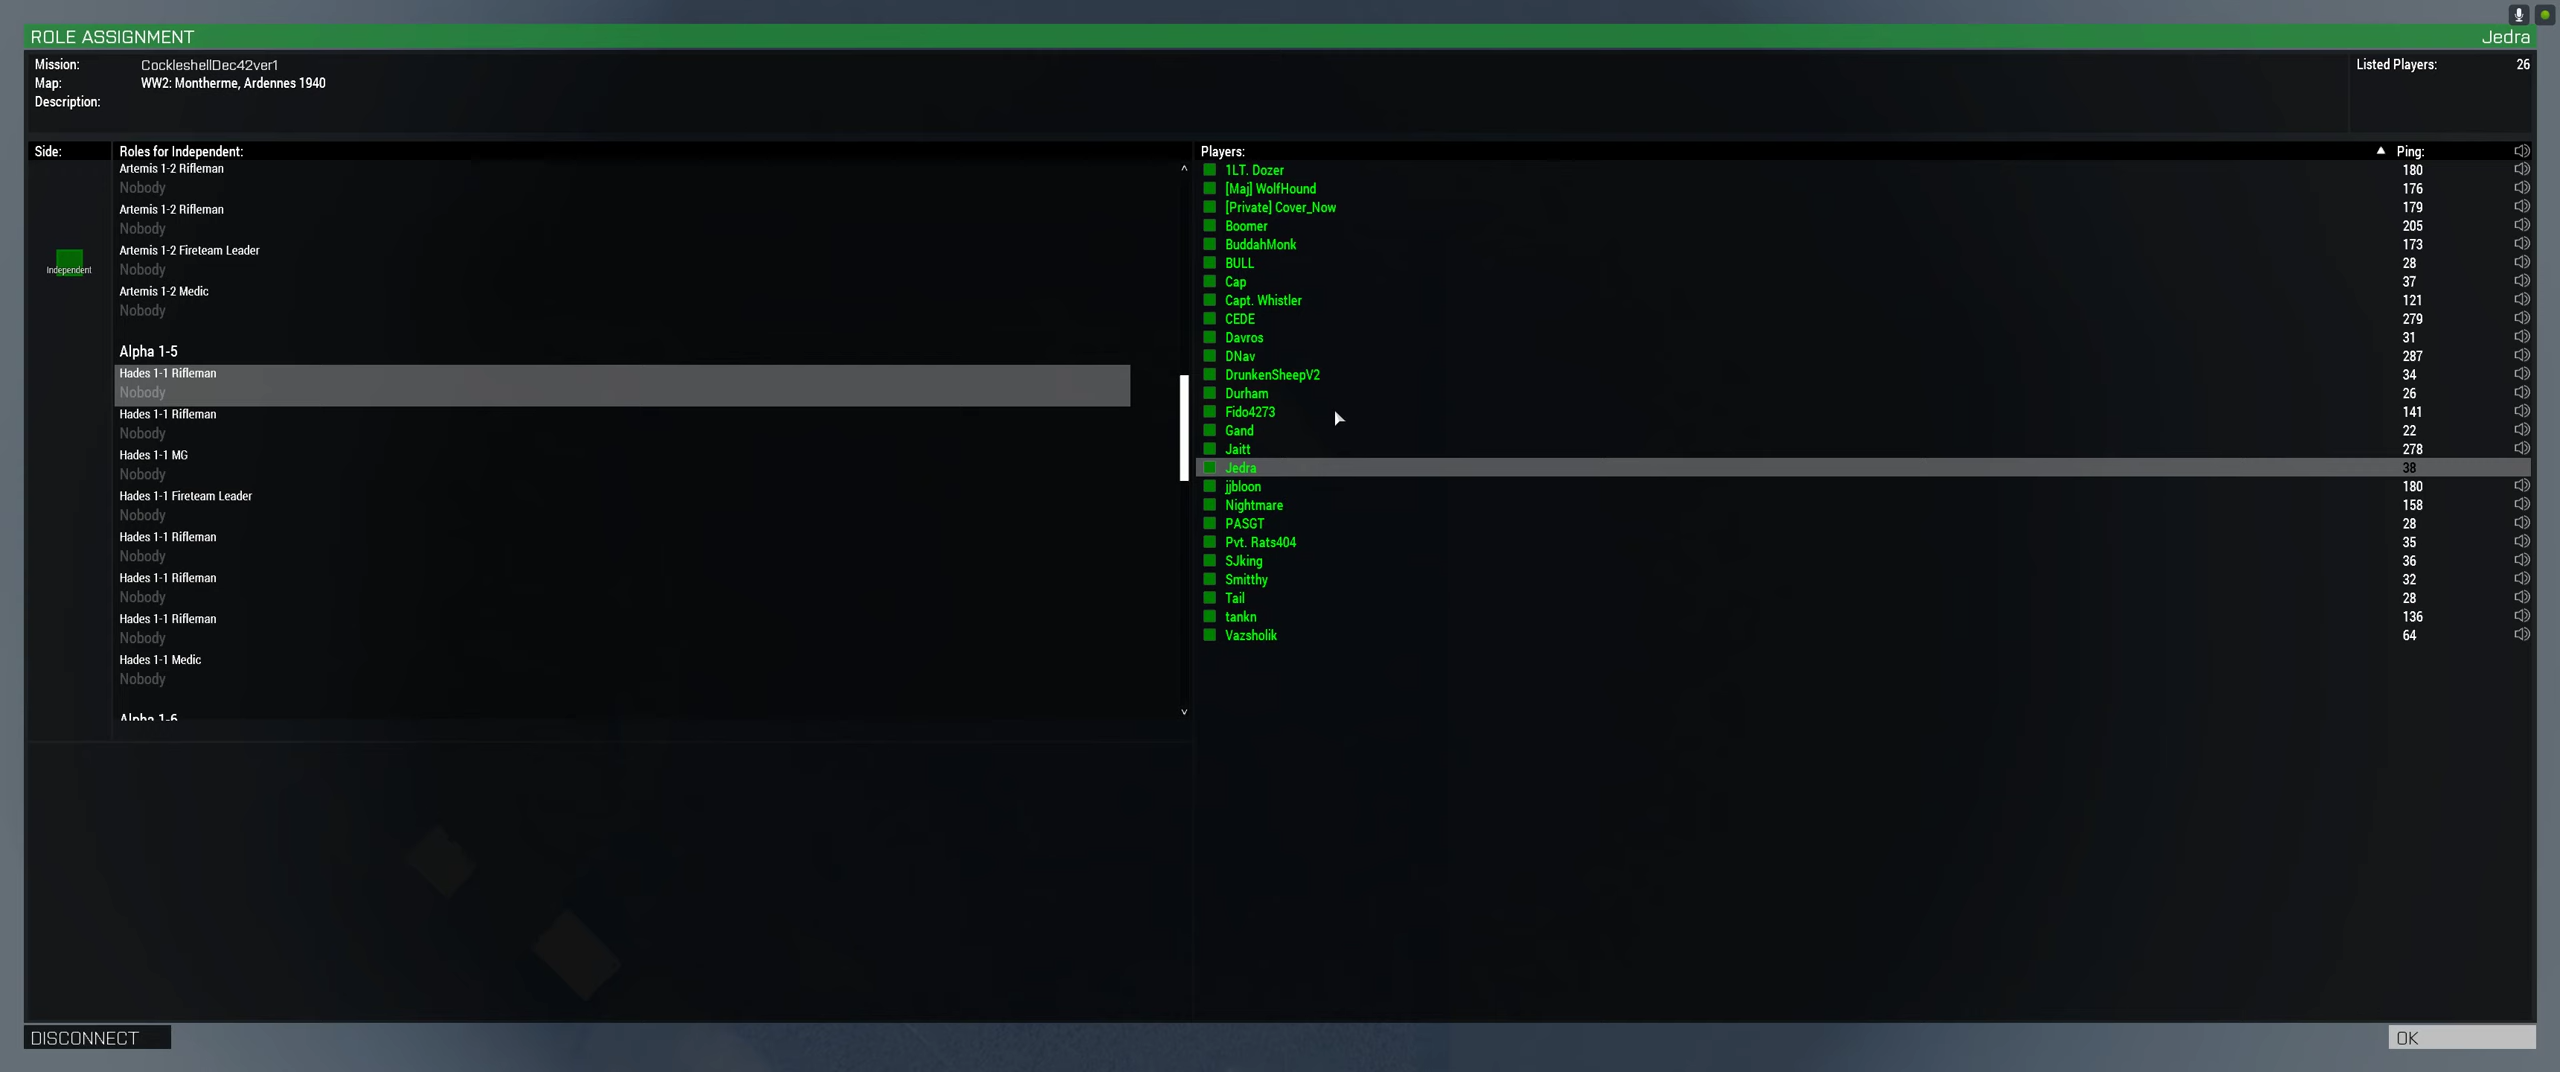 ROLE ASSIGNMENT
Jedra
Mission: CockleshellDec42ver1
Listed Players: 26
Map: WW2: Montherme, Ardennes 1940
Description:
Side:
Independent
Roles for Independent:
Artemis 1-2 Rifleman
Nobody
Artemis 1-2 Rifleman
Nobody
Artemis 1-2 Fireteam Leader
Nobody
Artemis 1-2 Medic
Nobody
Alpha 1-5
Hades 1-1 Rifleman
Nobody
Hades 1-1 Rifleman
Nobody
Hades 1-1 MG
Nobody
Hades 1-1 Fireteam Leader
Nobody
Hades 1-1 Rifleman
Nobody
Hades 1-1 Rifleman
Nobody
Hades 1-1 Rifleman
Nobody
Hades 1-1 Medic
Nobody
Alpha 1-6
Players: Ping:
1LT. Dozer 180
[Maj] WolfHound 176
[Private] Cover_Now 179
Boomer 205
BuddahMonk 173
BULL 28
Cap 37
Capt. Whistler 121
CEDE 279
Davros 31
DNav 287
DrunkenSheepV2 34
Durham 26
Fido4273 141
Gand 22
Jaitt 278
Jedra 38
jjbloon 180
Nightmare 158
PASGT 28
Pvt. Rats404 35
SJking 36
Smitthy 32
Tail 28
tankn 136
Vazsholik 64
DISCONNECT
OK